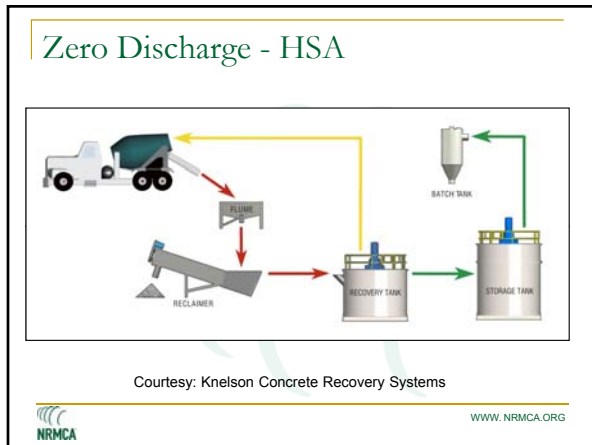 Zero Discharge - HSA
BATCH TANK
FLUME
RECLAIMER
RECOVERY TANK
STORAGE TANK
Courtesy: Knelson Concrete Recovery Systems
NRMCA
WWW. NRMCA.ORG